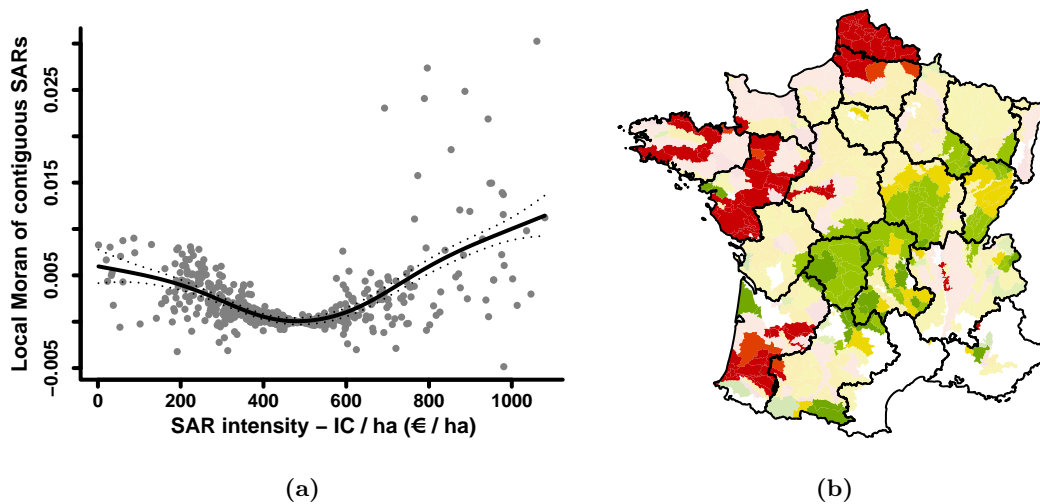 Local Moran of contiguous SARs
0.025
0.015
0.005
−0.005
0 200 400 600 800 1000
SAR intensity − IC / ha (€ / ha)
(a) (b)